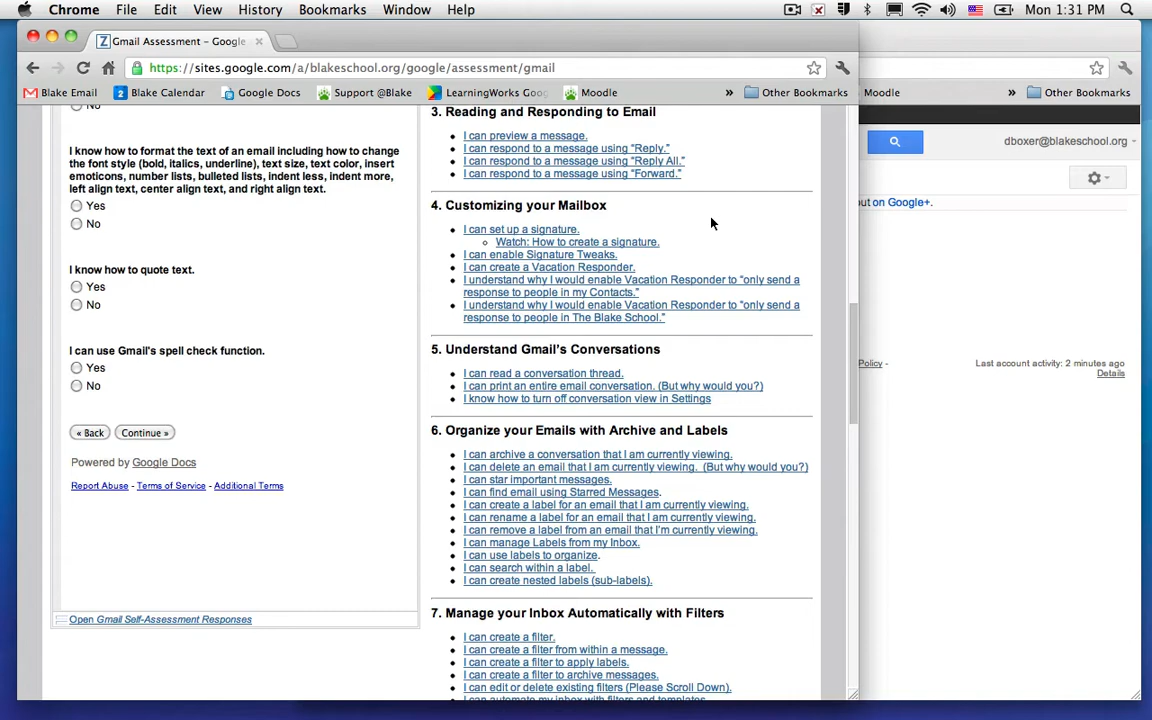 Chrome File Edit View History Bookmarks Window Help Mon 1:31 PM
Gmail Assessment – Google
https://sites.google.com/a/blakeschool.org/google/assessment/gmail
Blake Email Blake Calendar Google Docs Support @Blake LearningWorks Goog Moodle » Other Bookmarks Moodle » Other Bookmarks
No
I know how to format the text of an email including how to change
the font style (bold, italics, underline), text size, text color, insert
emoticons, number lists, bulleted lists, indent less, indent more,
left align text, center align text, and right align text.
Yes
No
I know how to quote text.
Yes
No
I can use Gmail's spell check function.
Yes
No
« Back Continue »
Powered by Google Docs
Report Abuse - Terms of Service - Additional Terms
Open Gmail Self-Assessment Responses
3. Reading and Responding to Email
I can preview a message.
I can respond to a message using “Reply.”
I can respond to a message using “Reply All.”
I can respond to a message using “Forward.”
4. Customizing your Mailbox
I can set up a signature.
Watch: How to create a signature.
I can enable Signature Tweaks.
I can create a Vacation Responder.
I understand why I would enable Vacation Responder to “only send a
response to people in my Contacts.”
I understand why I would enable Vacation Responder to “only send a
response to people in The Blake School.”
5. Understand Gmail’s Conversations
I can read a conversation thread.
I can print an entire email conversation. (But why would you?)
I know how to turn off conversation view in Settings
6. Organize your Emails with Archive and Labels
I can archive a conversation that I am currently viewing.
I can delete an email that I am currently viewing. (But why would you?)
I can star important messages.
I can find email using Starred Messages.
I can create a label for an email that I am currently viewing.
I can rename a label for an email that I am currently viewing.
I can remove a label from an email that I’m currently viewing.
I can manage Labels from my Inbox.
I can use labels to organize.
I can search within a label.
I can create nested labels (sub-labels).
7. Manage your Inbox Automatically with Filters
I can create a filter.
I can create a filter from within a message.
I can create a filter to apply labels.
I can create a filter to archive messages.
I can edit or delete existing filters (Please Scroll Down).
I can automate my inbox with filters and templates.
dboxer@blakeschool.org
out on Google+.
Policy -
Last account activity: 2 minutes ago
Details